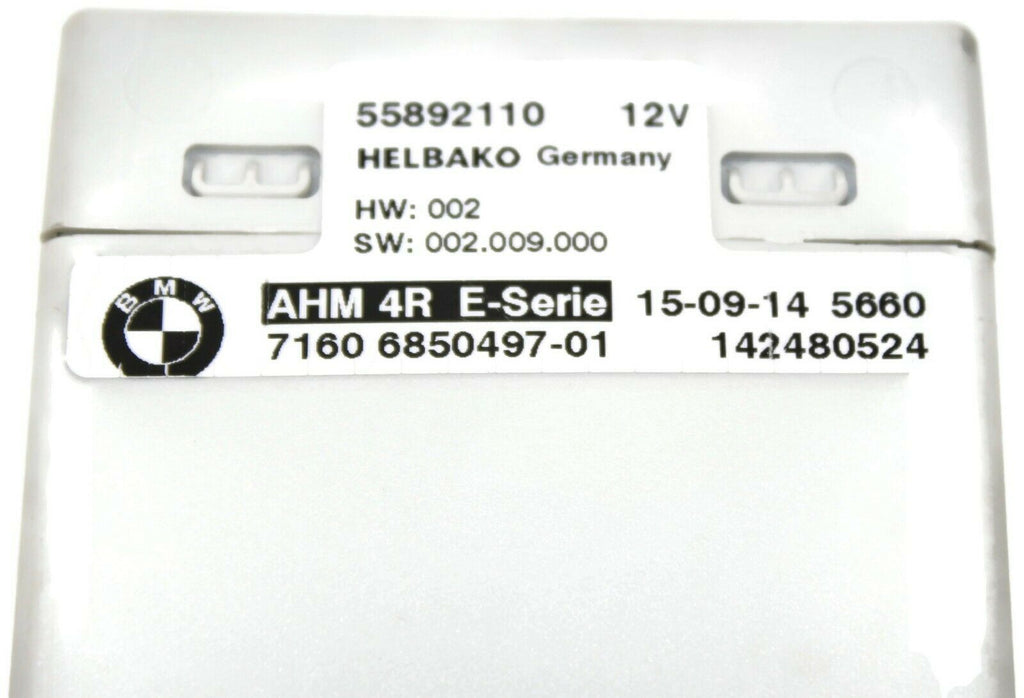 55892110 12V
HELBAKO Germany
HW: 002
SW: 002.009.000
BMW
AHM 4R E-Serie 15-09-14 5660
7160 6850497-01 142480524